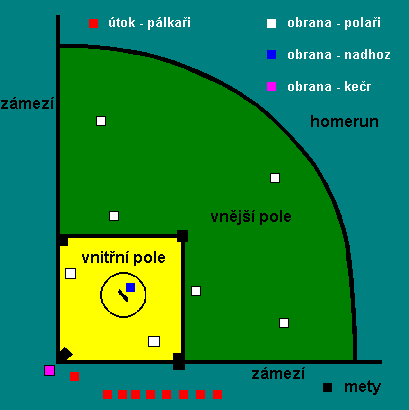 útok - pálkaři
obrana - polaři
obrana - nadhoz
obrana - kečr
zámezí
homerun
vnější pole
vnitřní pole
zámezí
mety